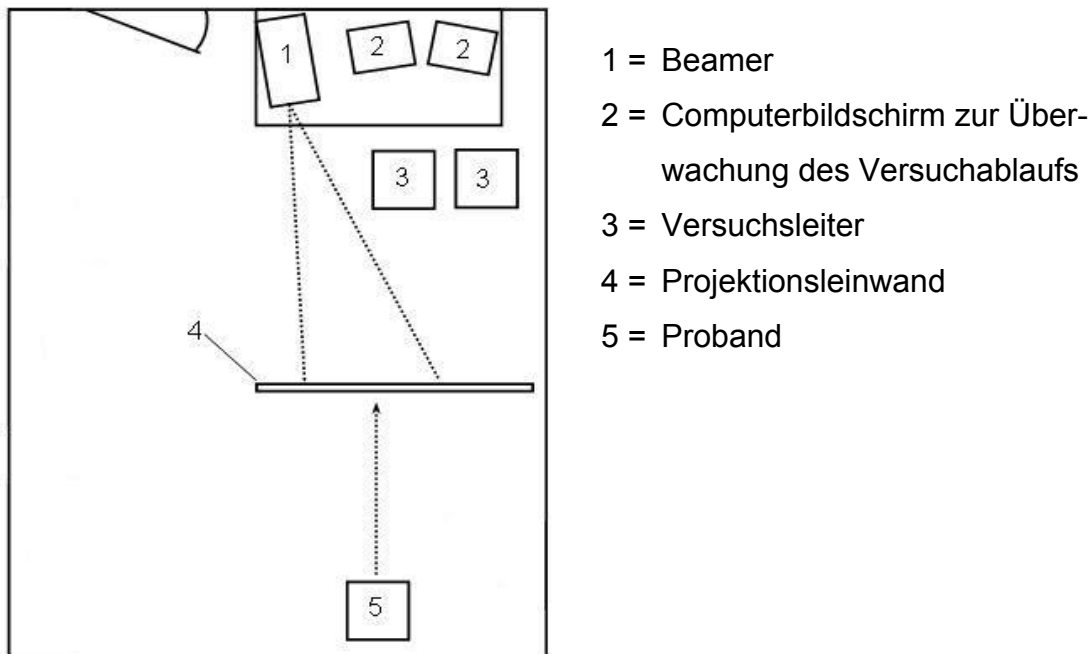 1
2
2
3
3
4
5
1 = Beamer
2 = Computerbildschirm zur Über-
wachung des Versuchablaufs
3 = Versuchsleiter
4 = Projektionsleinwand
5 = Proband